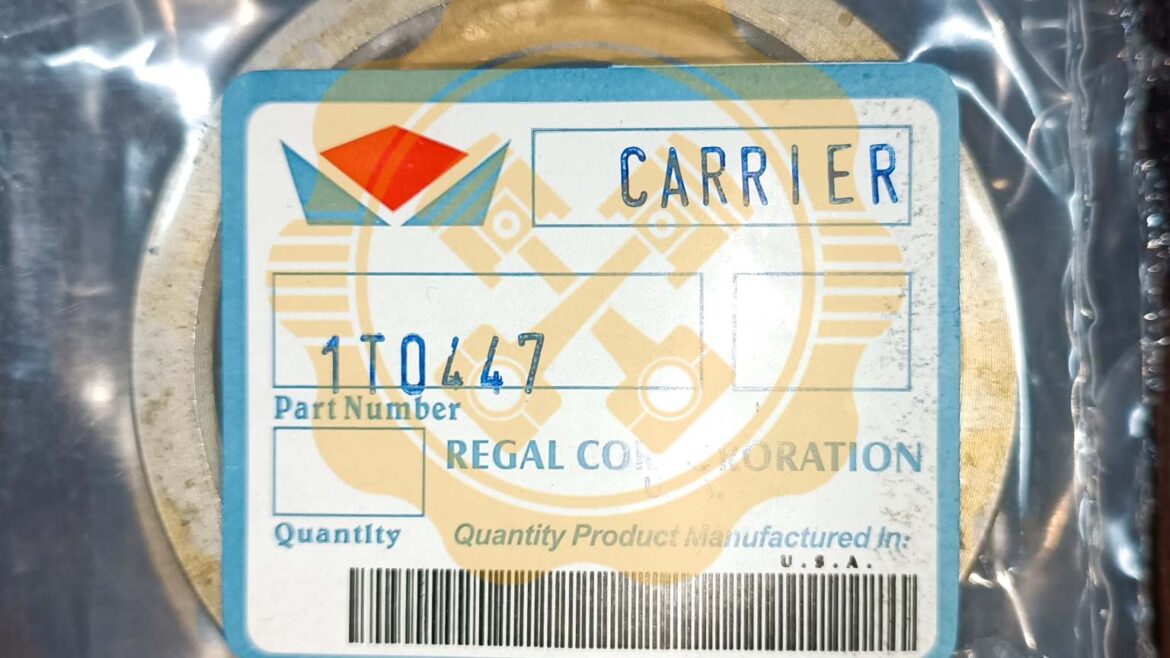 CARRIER
1T0447
Part Number
REGAL CORPORATION
Quantity
Quantity Product Manufactured In:
U.S.A.